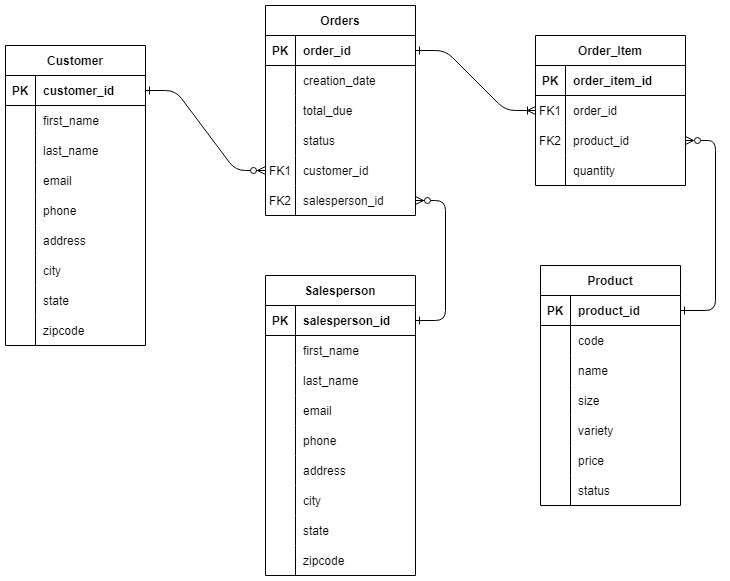 Customer
PK customer_id
first_name
last_name
email
phone
address
city
state
zipcode
Orders
PK order_id
creation_date
total_due
status
FK1 customer_id
FK2 salesperson_id
Salesperson
PK salesperson_id
first_name
last_name
email
phone
address
city
state
zipcode
Order_Item
PK order_item_id
FK1 order_id
FK2 product_id
quantity
Product
PK product_id
code
name
size
variety
price
status